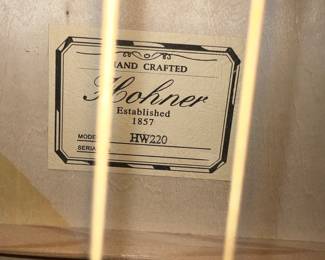 HAND CRAFTED
Hohner
Established
1857
MODEL HW220
SERIAL